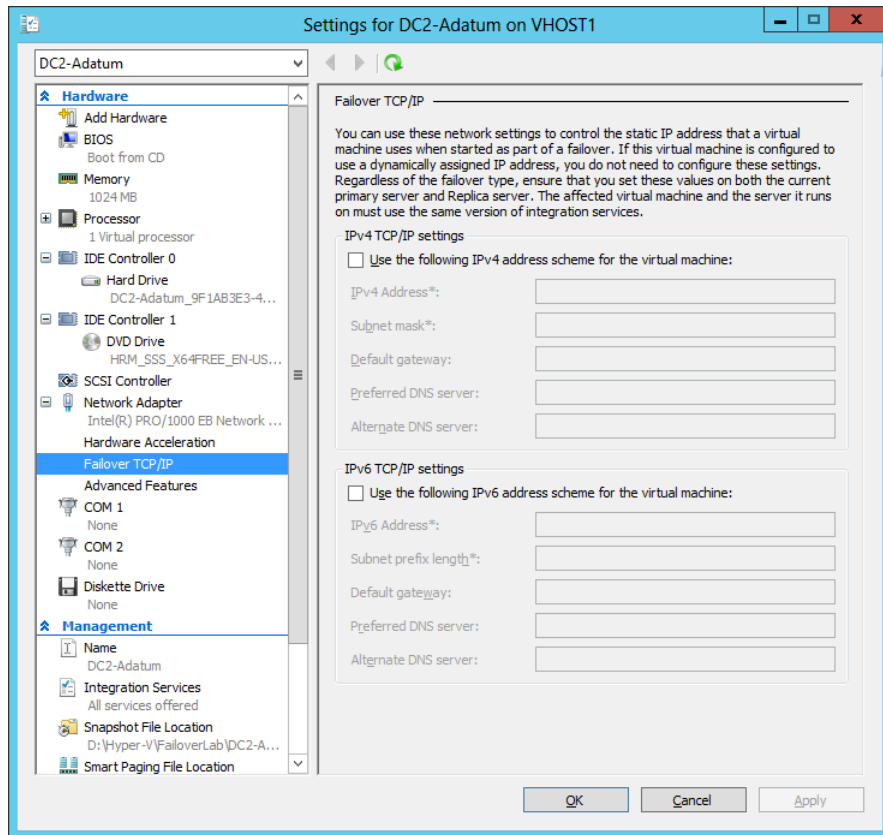 Settings for DC2-Adatum on VHOST1
DC2-Adatum
Hardware
Add Hardware
BIOS
Boot from CD
Memory
1024 MB
Processor
1 Virtual processor
IDE Controller 0
Hard Drive
DC2-Adatum_9F1AB3E3-4...
IDE Controller 1
DVD Drive
HRM_SSS_X64FREE_EN-US...
SCSI Controller
Network Adapter
Intel(R) PRO/1000 EB Network ...
Hardware Acceleration
Failover TCP/IP
Advanced Features
COM 1
None
COM 2
None
Diskette Drive
None
Management
Name
DC2-Adatum
Integration Services
All services offered
Snapshot File Location
D:\Hyper-V\FailoverLab\DC2-A...
Smart Paging File Location
Failover TCP/IP
You can use these network settings to control the static IP address that a virtual
machine uses when started as part of a failover. If this virtual machine is configured to
use a dynamically assigned IP address, you do not need to configure these settings.
Regardless of the failover type, ensure that you set these values on both the current
primary server and Replica server. The affected virtual machine and the server it runs
on must use the same version of integration services.
IPv4 TCP/IP settings
Use the following IPv4 address scheme for the virtual machine:
IPv4 Address*:
Subnet mask*:
Default gateway:
Preferred DNS server:
Alternate DNS server:
IPv6 TCP/IP settings
Use the following IPv6 address scheme for the virtual machine:
IPv6 Address*:
Subnet prefix length*:
Default gateway:
Preferred DNS server:
Alternate DNS server:
OK
Cancel
Apply